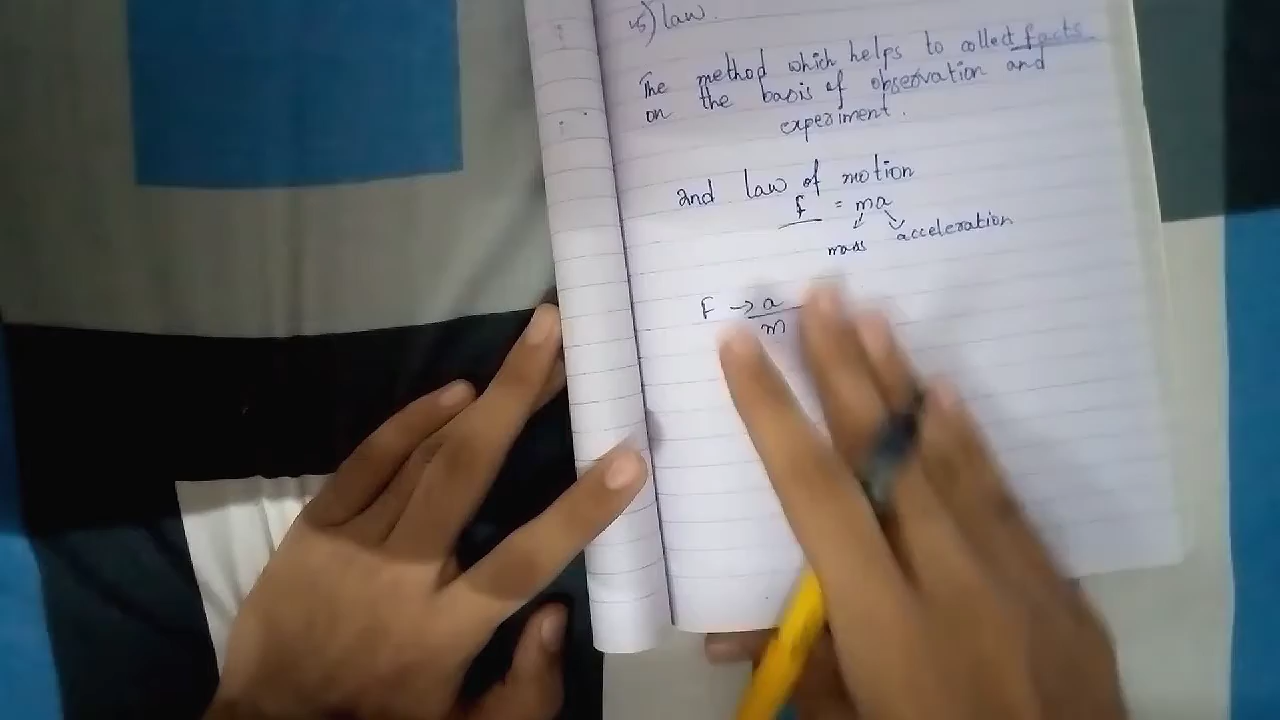 15) law.
The method which helps to collect facts
on the basis of observation and
experiment.
2nd law of motion
f = ma
mass acceleration
F → a
m